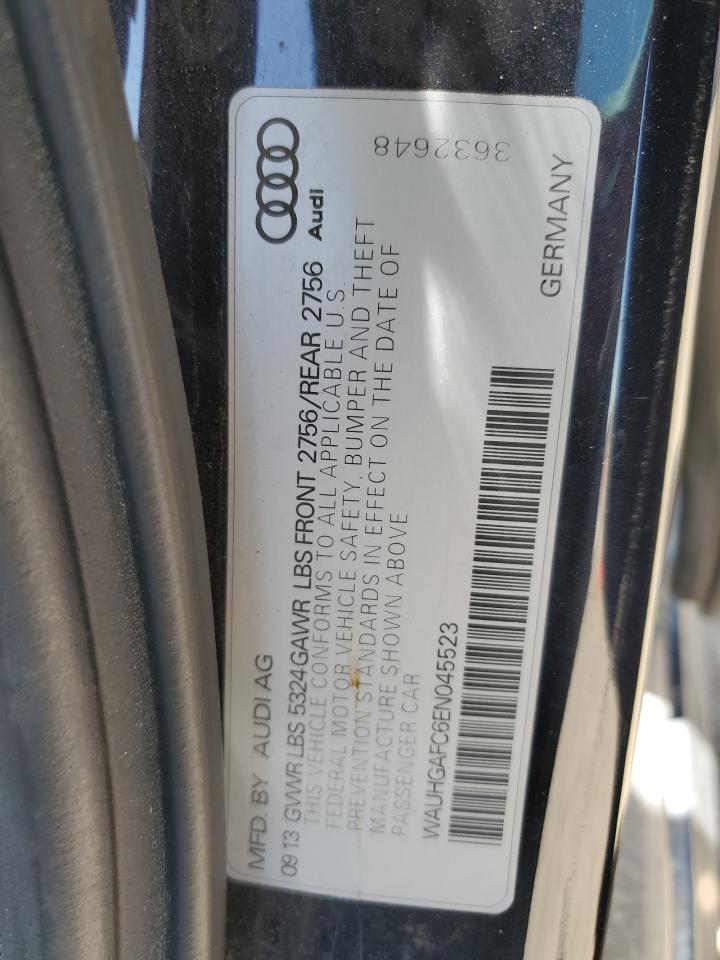 MFD. BY AUDI AG
Audi
09 13 GVWR LBS 5324 GAWR LBS FRONT 2756/REAR 2756
THIS VEHICLE CONFORMS TO ALL APPLICABLE U.S.
FEDERAL MOTOR VEHICLE SAFETY, BUMPER AND THEFT
PREVENTION STANDARDS IN EFFECT ON THE DATE OF
MANUFACTURE SHOWN ABOVE
PASSENGER CAR
WAUHGAFC6EN045523
GERMANY
3632648